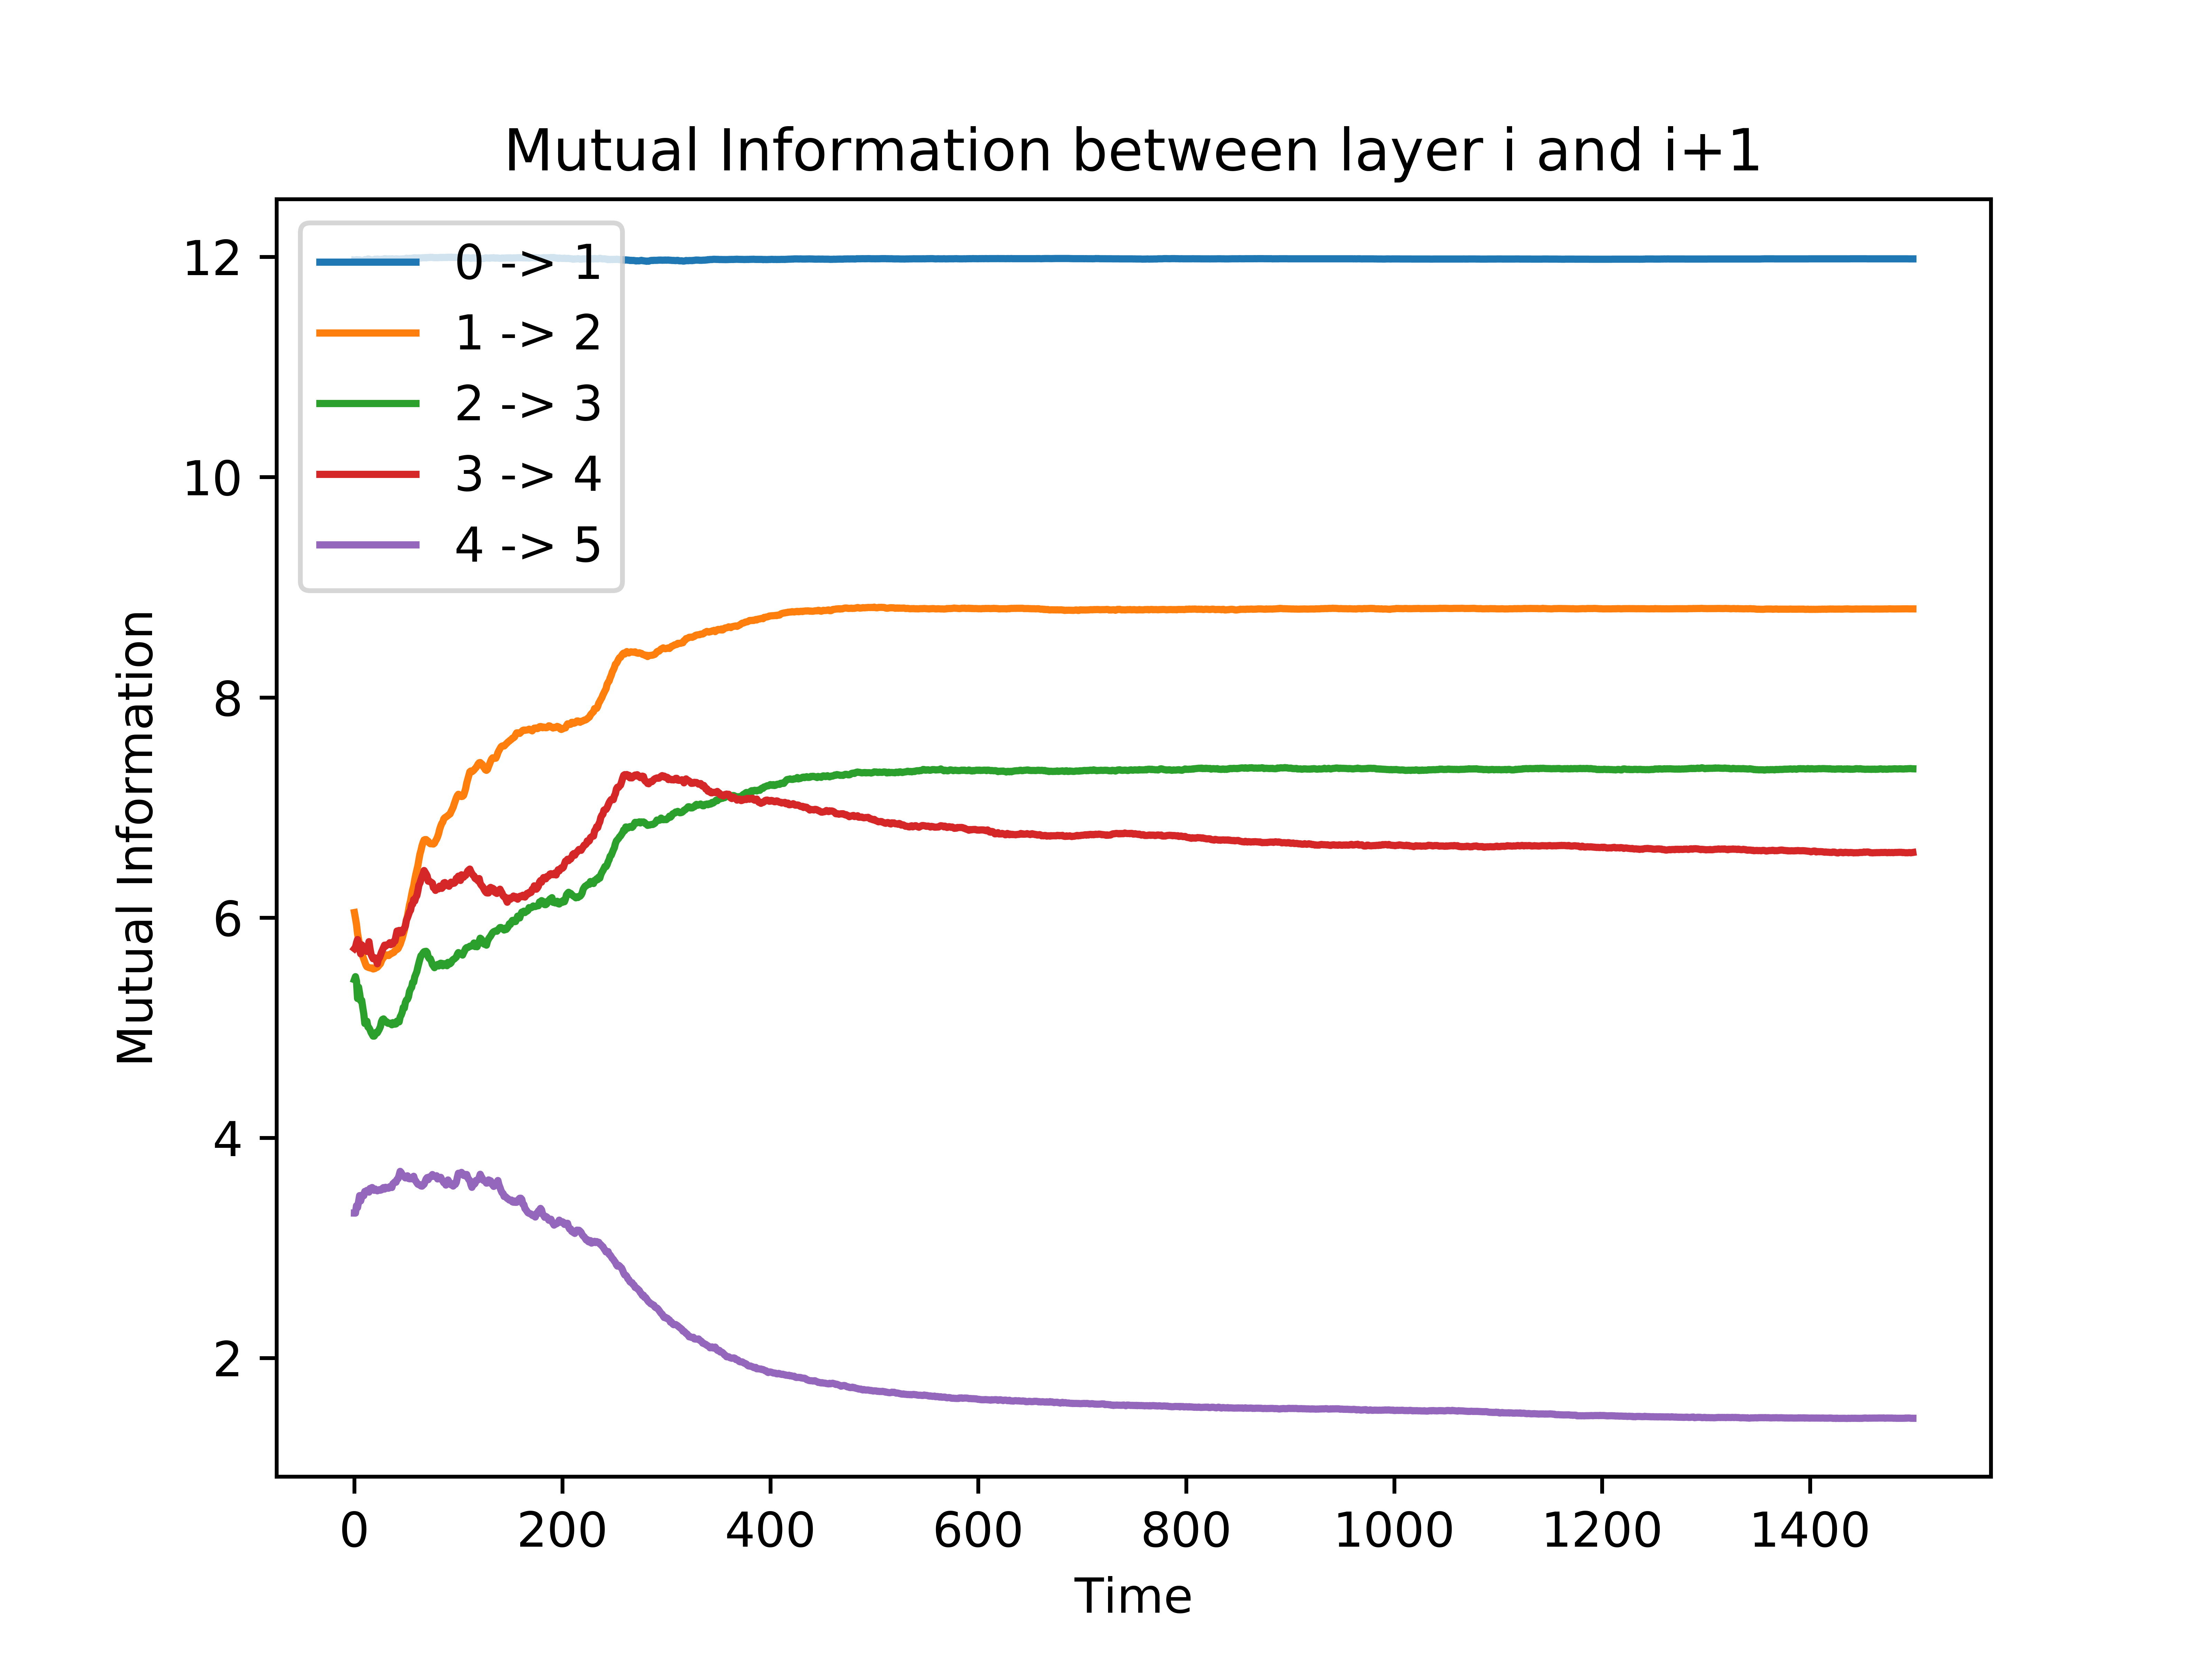 Mutual Information between layer i and i+1
0 -> 1
1 -> 2
2 -> 3
3 -> 4
4 -> 5
12
10
8
6
4
2
Mutual Information
0 200 400 600 800 1000 1200 1400
Time